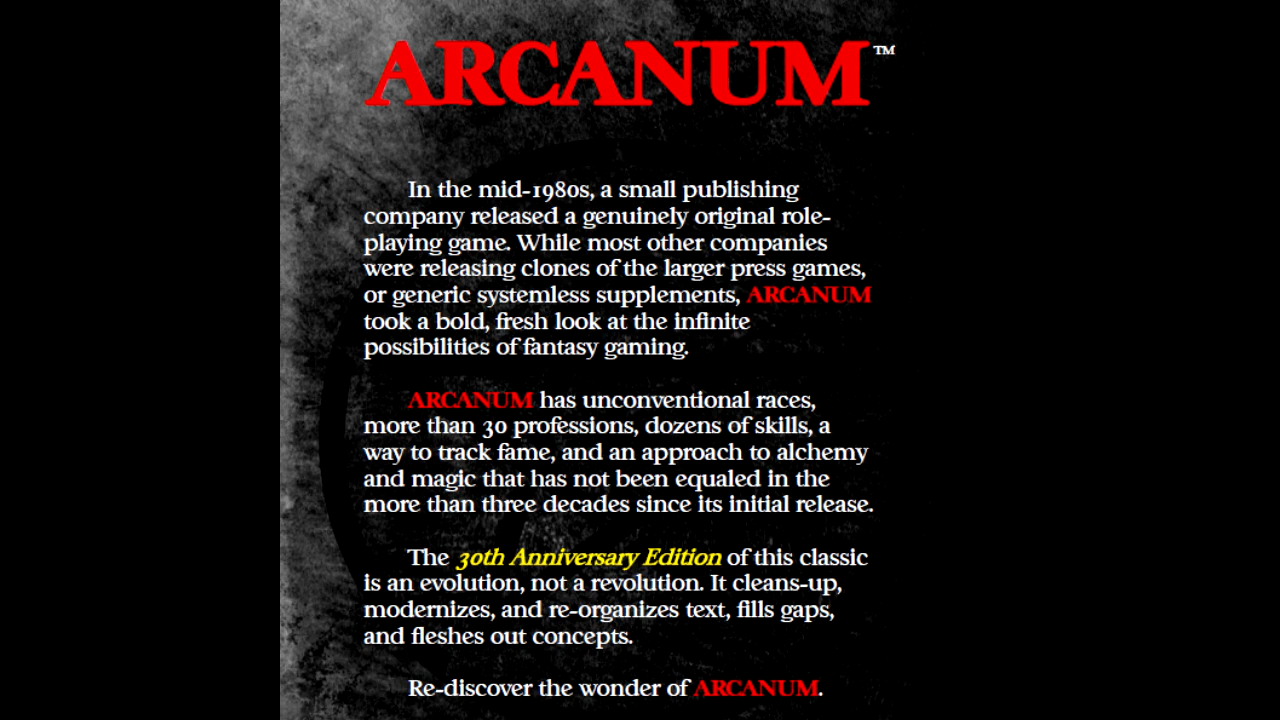 ARCANUM™
In the mid-1980s, a small publishing
company released a genuinely original role-
playing game. While most other companies
were releasing clones of the larger press games,
or generic systemless supplements, ARCANUM
took a bold, fresh look at the infinite
possibilities of fantasy gaming.
ARCANUM has unconventional races,
more than 30 professions, dozens of skills, a
way to track fame, and an approach to alchemy
and magic that has not been equaled in the
more than three decades since its initial release.
The 30th Anniversary Edition of this classic
is an evolution, not a revolution. It cleans-up,
modernizes, and re-organizes text, fills gaps,
and fleshes out concepts.
Re-discover the wonder of ARCANUM.